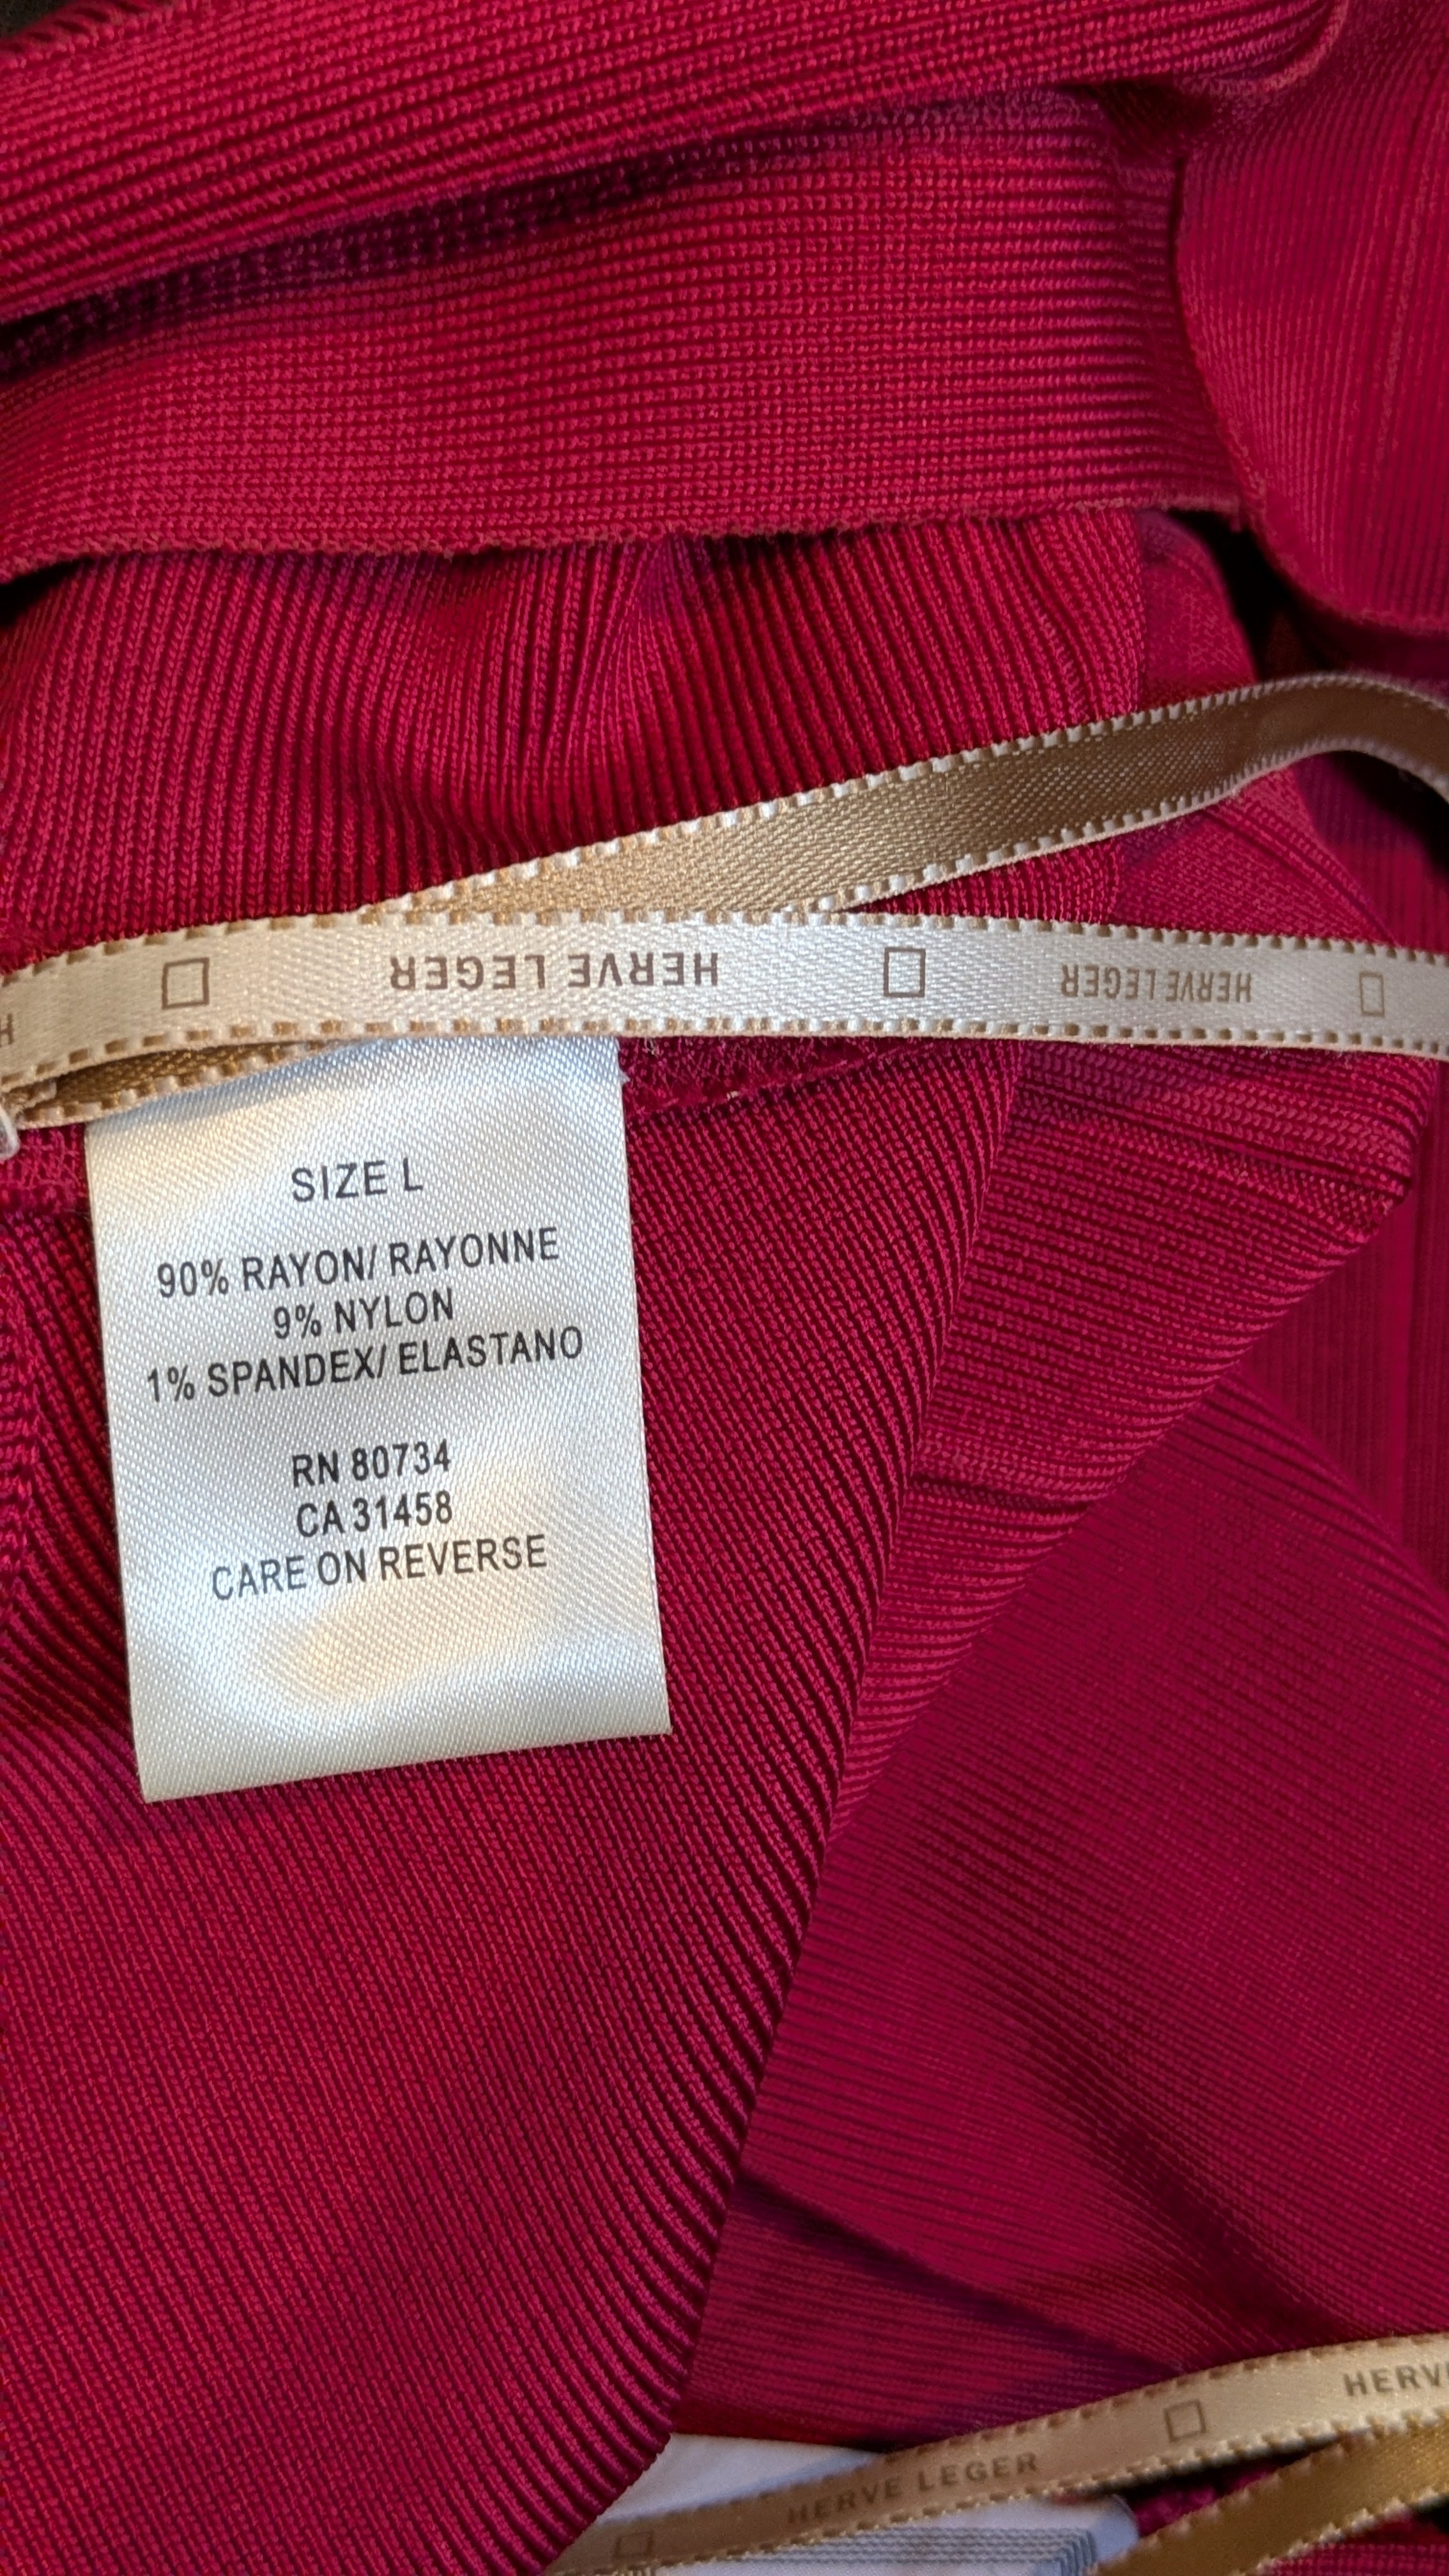 HERVE LEGER HERVE LEGER
SIZE L
90% RAYON/ RAYONNE
9% NYLON
1% SPANDEX/ ELASTANO
RN 80734
CA 31458
CARE ON REVERSE
HERVE LEGER HERV